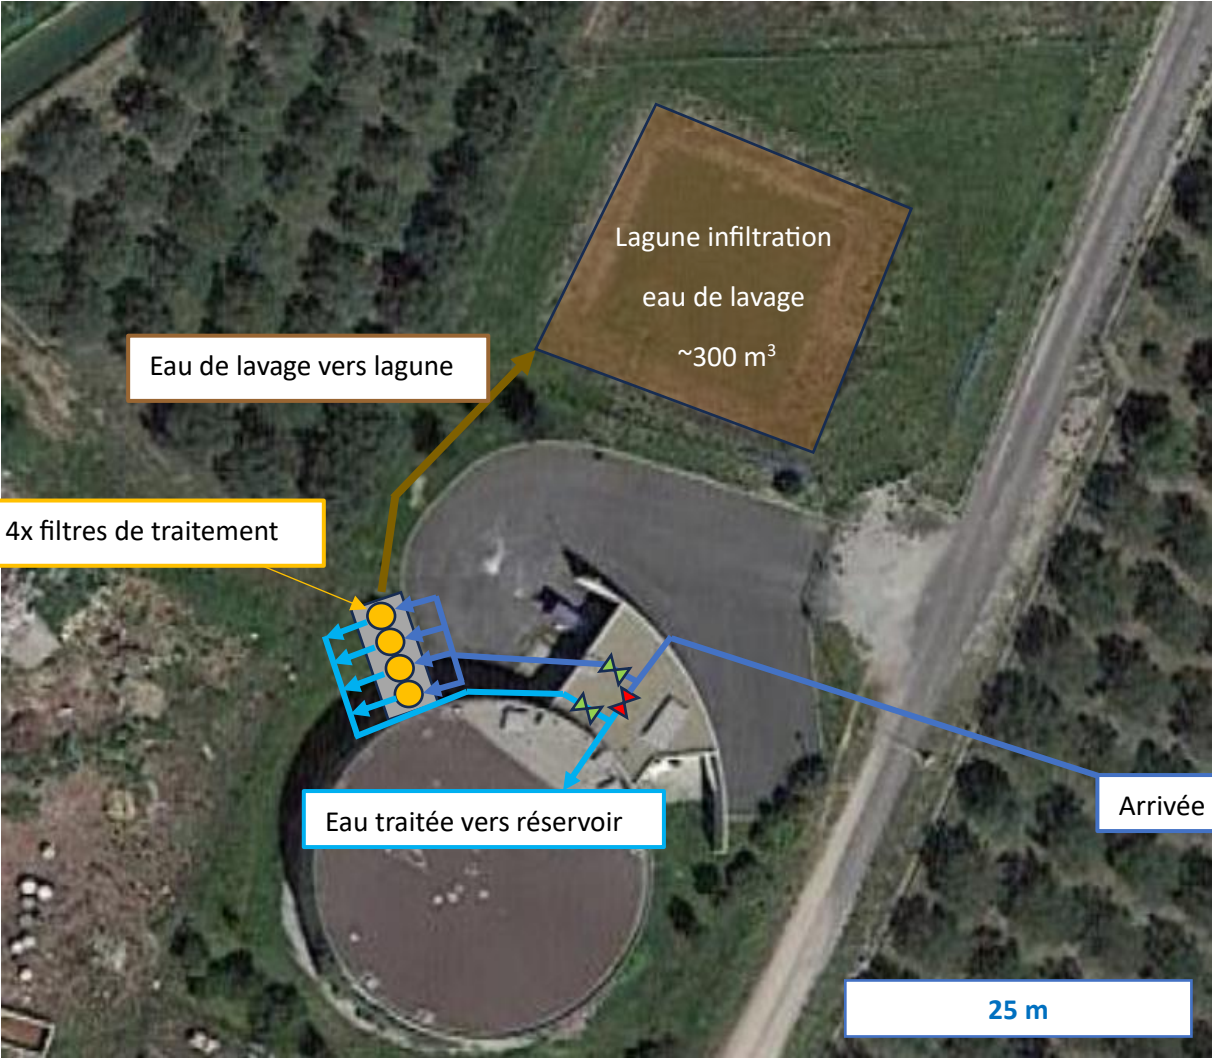 Lagune infiltration
eau de lavage
~300 m³
Eau de lavage vers lagune
4x filtres de traitement
Eau traitée vers réservoir
Arrivée
25 m